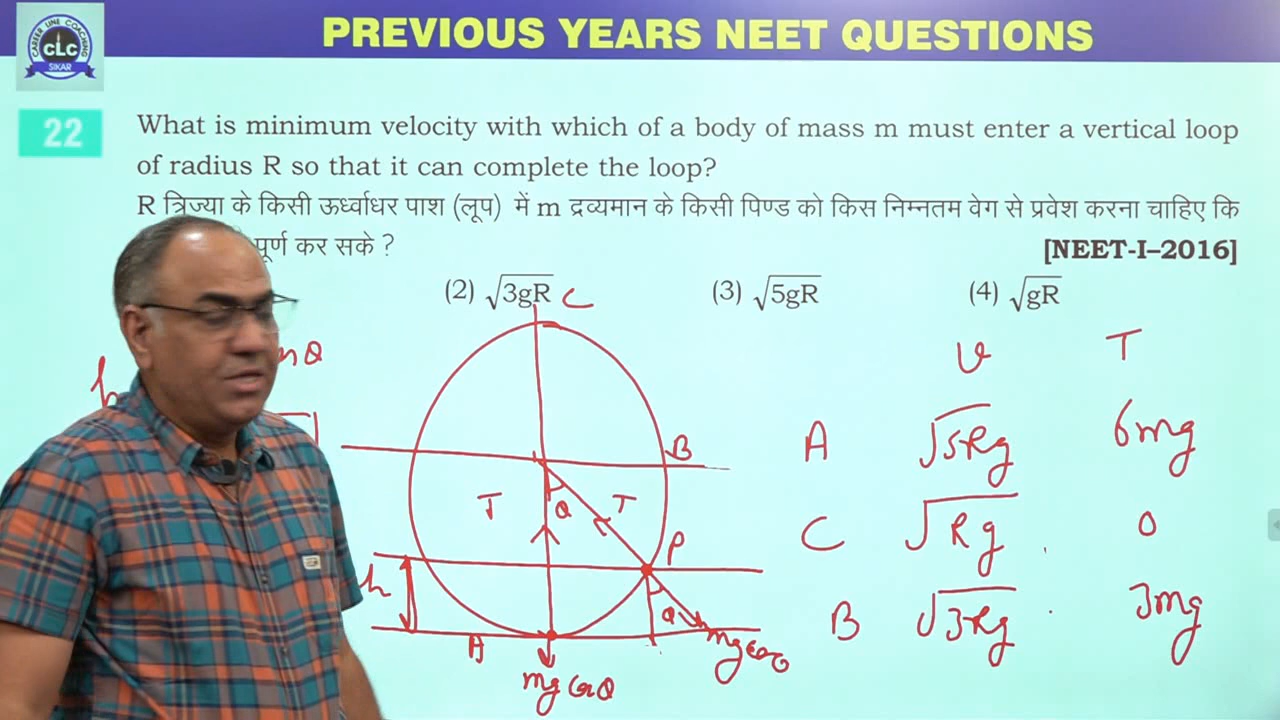 CAREER LINE COACHING
CLC
SIKAR
PREVIOUS YEARS NEET QUESTIONS
22
What is minimum velocity with which of a body of mass m must enter a vertical loop
of radius R so that it can complete the loop?
R त्रिज्या के किसी ऊर्ध्वाधर पाश (लूप) में m द्रव्यमान के किसी पिण्ड को किस निम्नतम वेग से प्रवेश करना चाहिए कि
पूर्ण कर सके ?
[NEET-I–2016]
(2) √3gR
(3) √5gR
(4) √gR
C
v T
h
θ
A √5Rg 6mg
B
T θ T
C √Rg 0
P
h
B √3Rg 3mg
θ
A
mg cosθ
mg cosθ